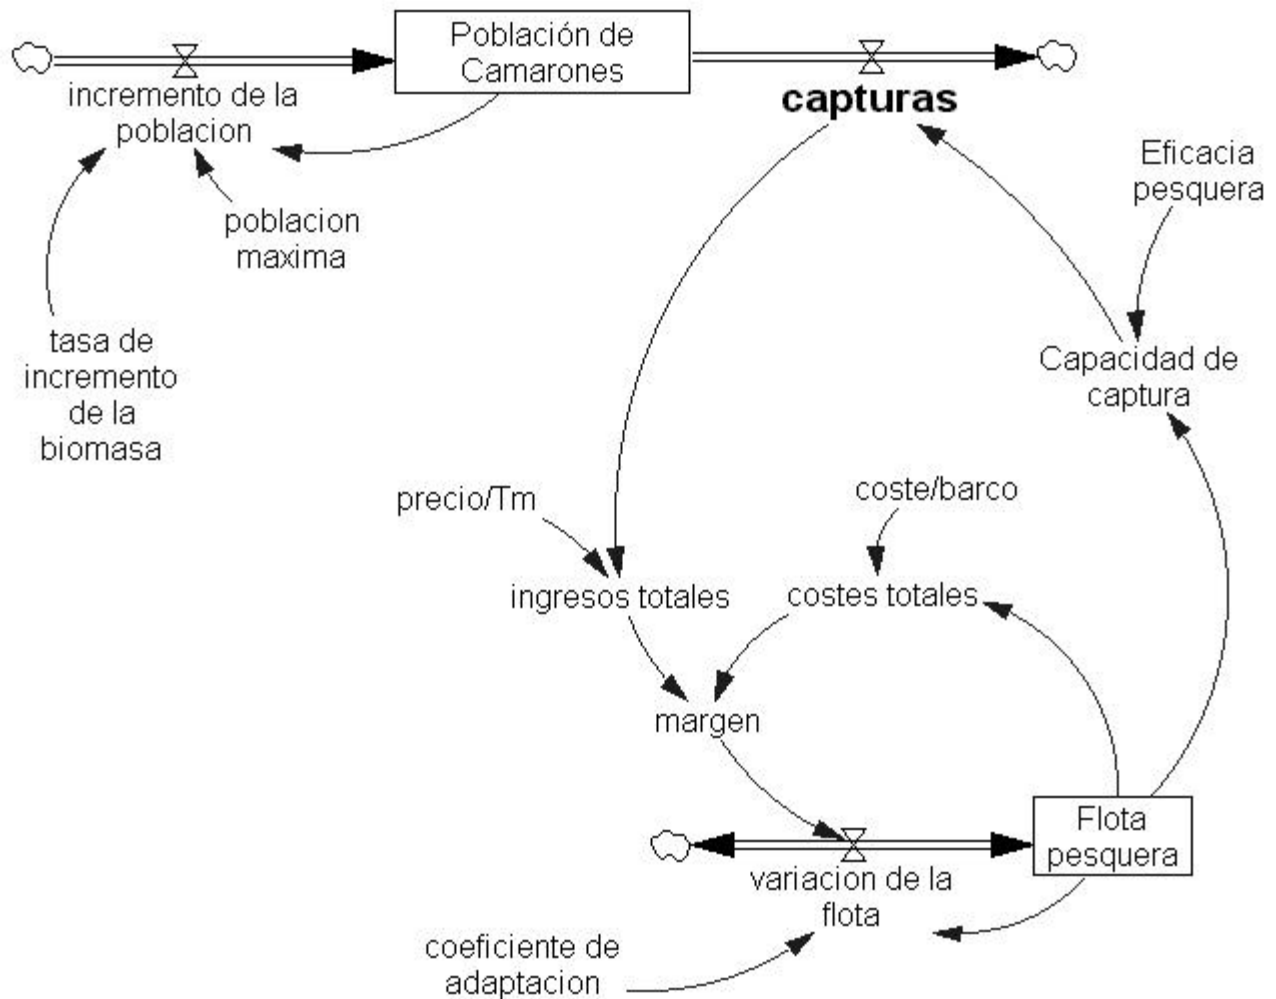 Población de
Camarones
incremento de la
poblacion
capturas
Eficacia
pesquera
poblacion
maxima
tasa de
incremento
de la
biomasa
Capacidad de
captura
precio/Tm
coste/barco
ingresos totales
costes totales
margen
Flota
pesquera
variacion de la
flota
coeficiente de
adaptacion